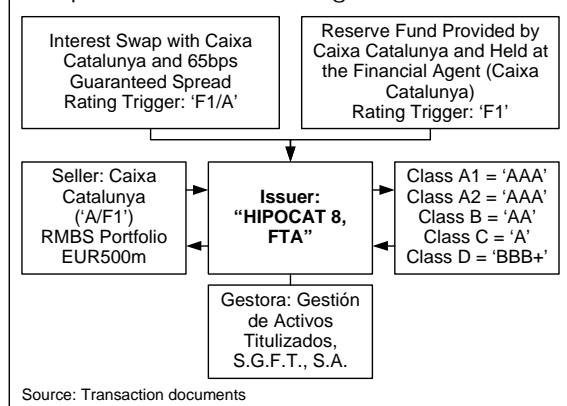 Interest Swap with Caixa
Catalunya and 65bps
Guaranteed Spread
Rating Trigger: ‘F1/A’
Reserve Fund Provided by
Caixa Catalunya and Held at
the Financial Agent (Caixa
Catalunya)
Rating Trigger: ‘F1’
Seller: Caixa
Catalunya
(‘A/F1’)
RMBS Portfolio
EUR500m
Issuer:
“HIPOCAT 8,
FTA”
Class A1 = ‘AAA’
Class A2 = ‘AAA’
Class B = ‘AA’
Class C = ‘A’
Class D = ‘BBB+’
Gestora: Gestión
de Activos
Titulizados,
S.G.F.T., S.A.
Source: Transaction documents